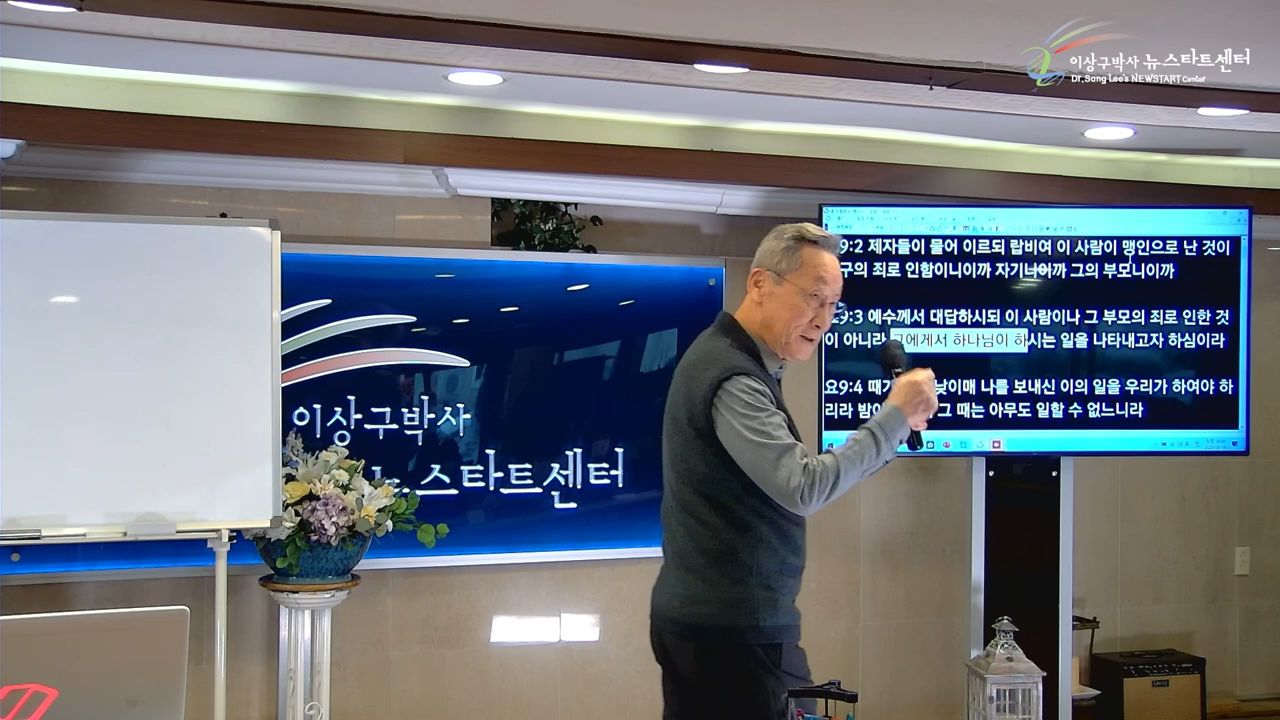 이상구박사 뉴스타트센터
Dr. Sang Lee's NEWSTART Center
9:2 제자들이 물어 이르되 랍비여 이 사람이 맹인으로 난 것이
구의 죄로 인함이니이까 자기니이까 그의 부모니이까
9:3 예수께서 대답하시되 이 사람이나 그 부모의 죄로 인한 것
이 아니라 그에게서 하나님이 하시는 일을 나타내고자 하심이라
요9:4 때가 낮이매 나를 보내신 이의 일을 우리가 하여야 하
리라 밤이 그 때는 아무도 일할 수 없느니라
이상구박사
뉴스타트센터